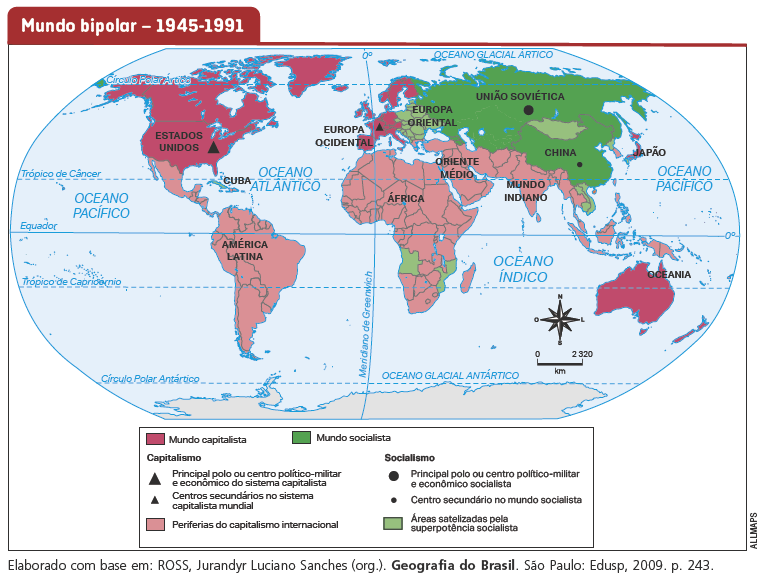 Mundo bipolar – 1945-1991
0º
OCEANO GLACIAL ÁRTICO
Círculo Polar Ártico
UNIÃO SOVIÉTICA
EUROPA
ORIENTAL
EUROPA
OCIDENTAL
ESTADOS
UNIDOS
CHINA
JAPÃO
ORIENTE
MÉDIO
Trópico de Câncer
CUBA
OCEANO
ATLÂNTICO
OCEANO
PACÍFICO
MUNDO
INDIANO
OCEANO
PACÍFICO
ÁFRICA
Equador
0º
AMÉRICA
LATINA
OCEANO
ÍNDICO
OCEANIA
Trópico de Capricórnio
Meridiano de Greenwich
N
O
L
S
0
2 320
km
Círculo Polar Antártico
OCEANO GLACIAL ANTÁRTICO
Mundo capitalista
Mundo socialista
Capitalismo
Principal polo ou centro político-militar
e econômico do sistema capitalista
Centros secundários no sistema
capitalista mundial
Periferias do capitalismo internacional
Socialismo
Principal polo ou centro político-militar
e econômico socialista
Centro secundário no mundo socialista
Áreas satelizadas pela
superpotência socialista
ALLMAPS
Elaborado com base em: ROSS, Jurandyr Luciano Sanches (org.). Geografia do Brasil. São Paulo: Edusp, 2009. p. 243.